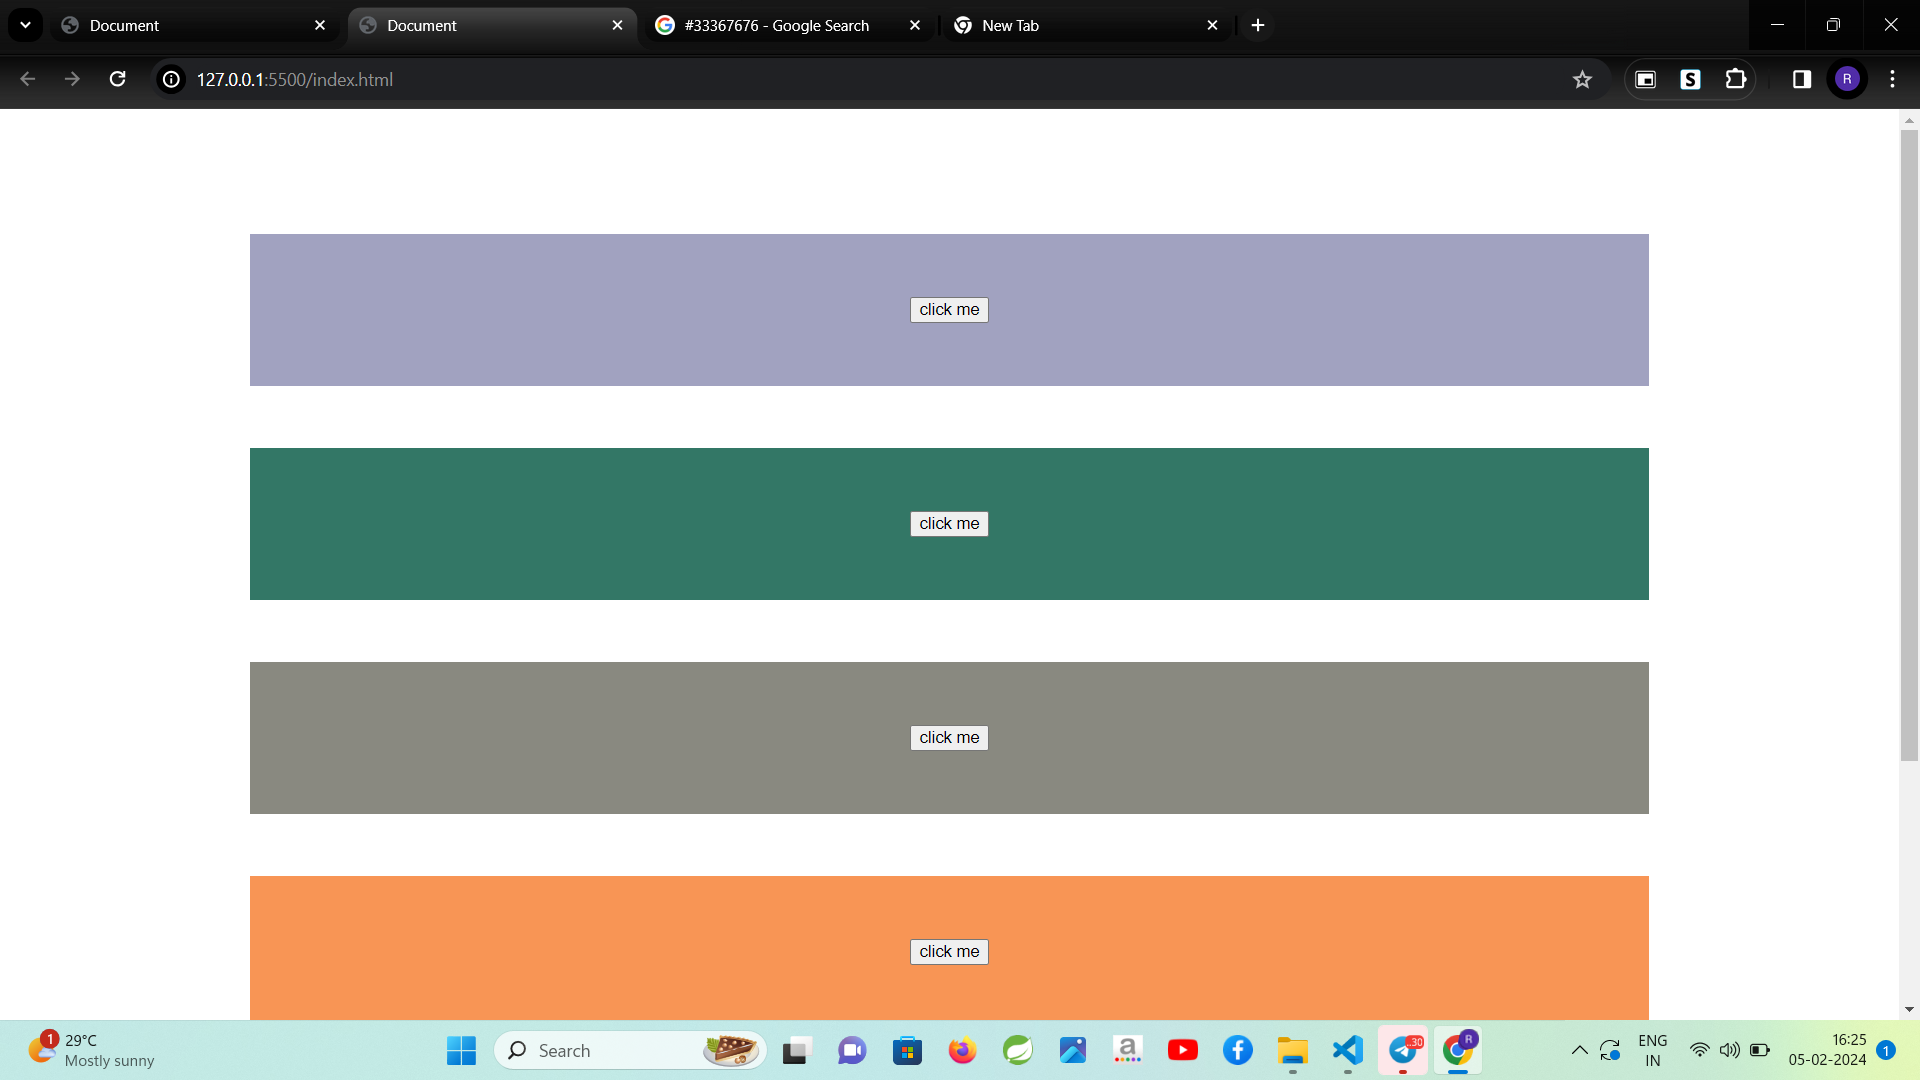 Document
Document
#33367676 - Google Search
New Tab
127.0.0.1:5500/index.html
S
R
click me
click me
click me
click me
1
29°C
Mostly sunny
Search
a
..30
R
ENG
IN
16:25
05-02-2024
1